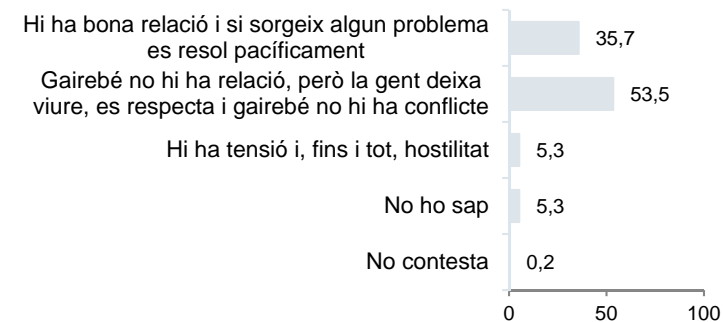 Hi ha bona relació i si sorgeix algun problema
es resol pacíficament
35,7
Gairebé no hi ha relació, però la gent deixa
viure, es respecta i gairebé no hi ha conflicte
53,5
Hi ha tensió i, fins i tot, hostilitat
5,3
No ho sap
5,3
No contesta
0,2
0 50 100